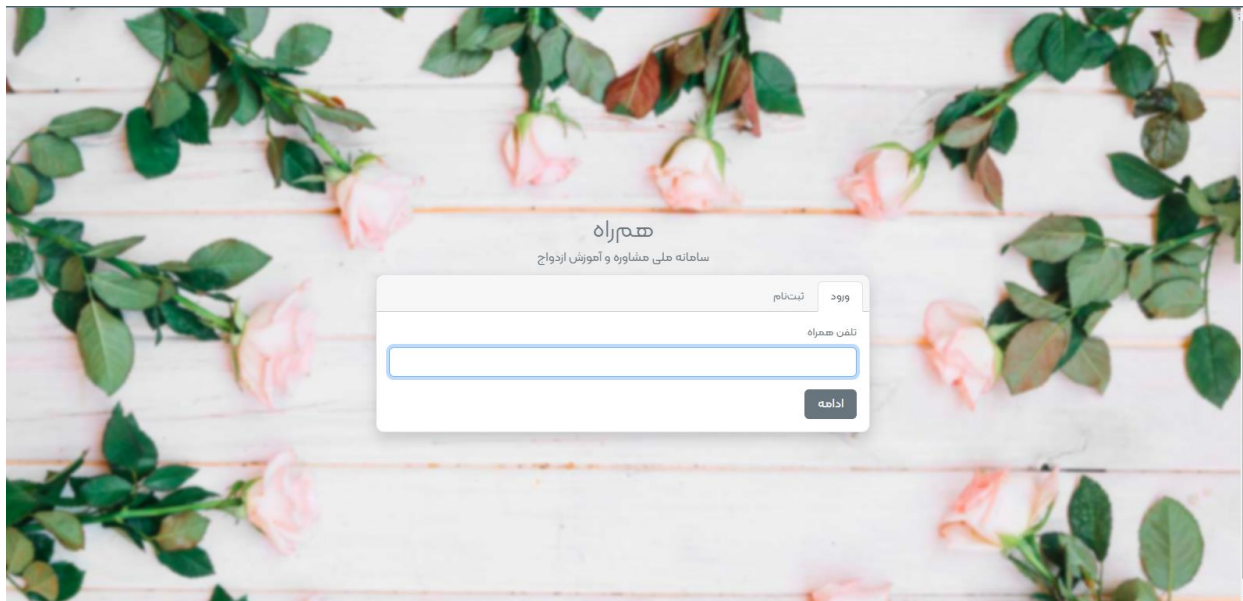 همراه
سامانه ملی مشاوره و آموزش ازدواج
ورود ثبت‌نام
تلفن همراه
ادامه